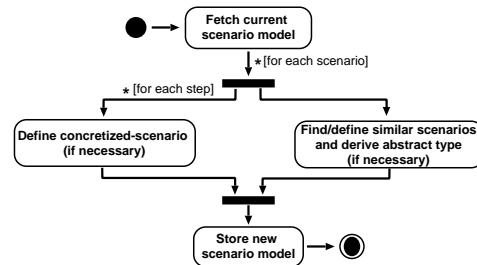 Fetch current
scenario model
* [for each scenario]
* [for each step]
Define concretized-scenario
(if necessary)
Find/define similar scenarios
and derive abstract type
(if necessary)
Store new
scenario model